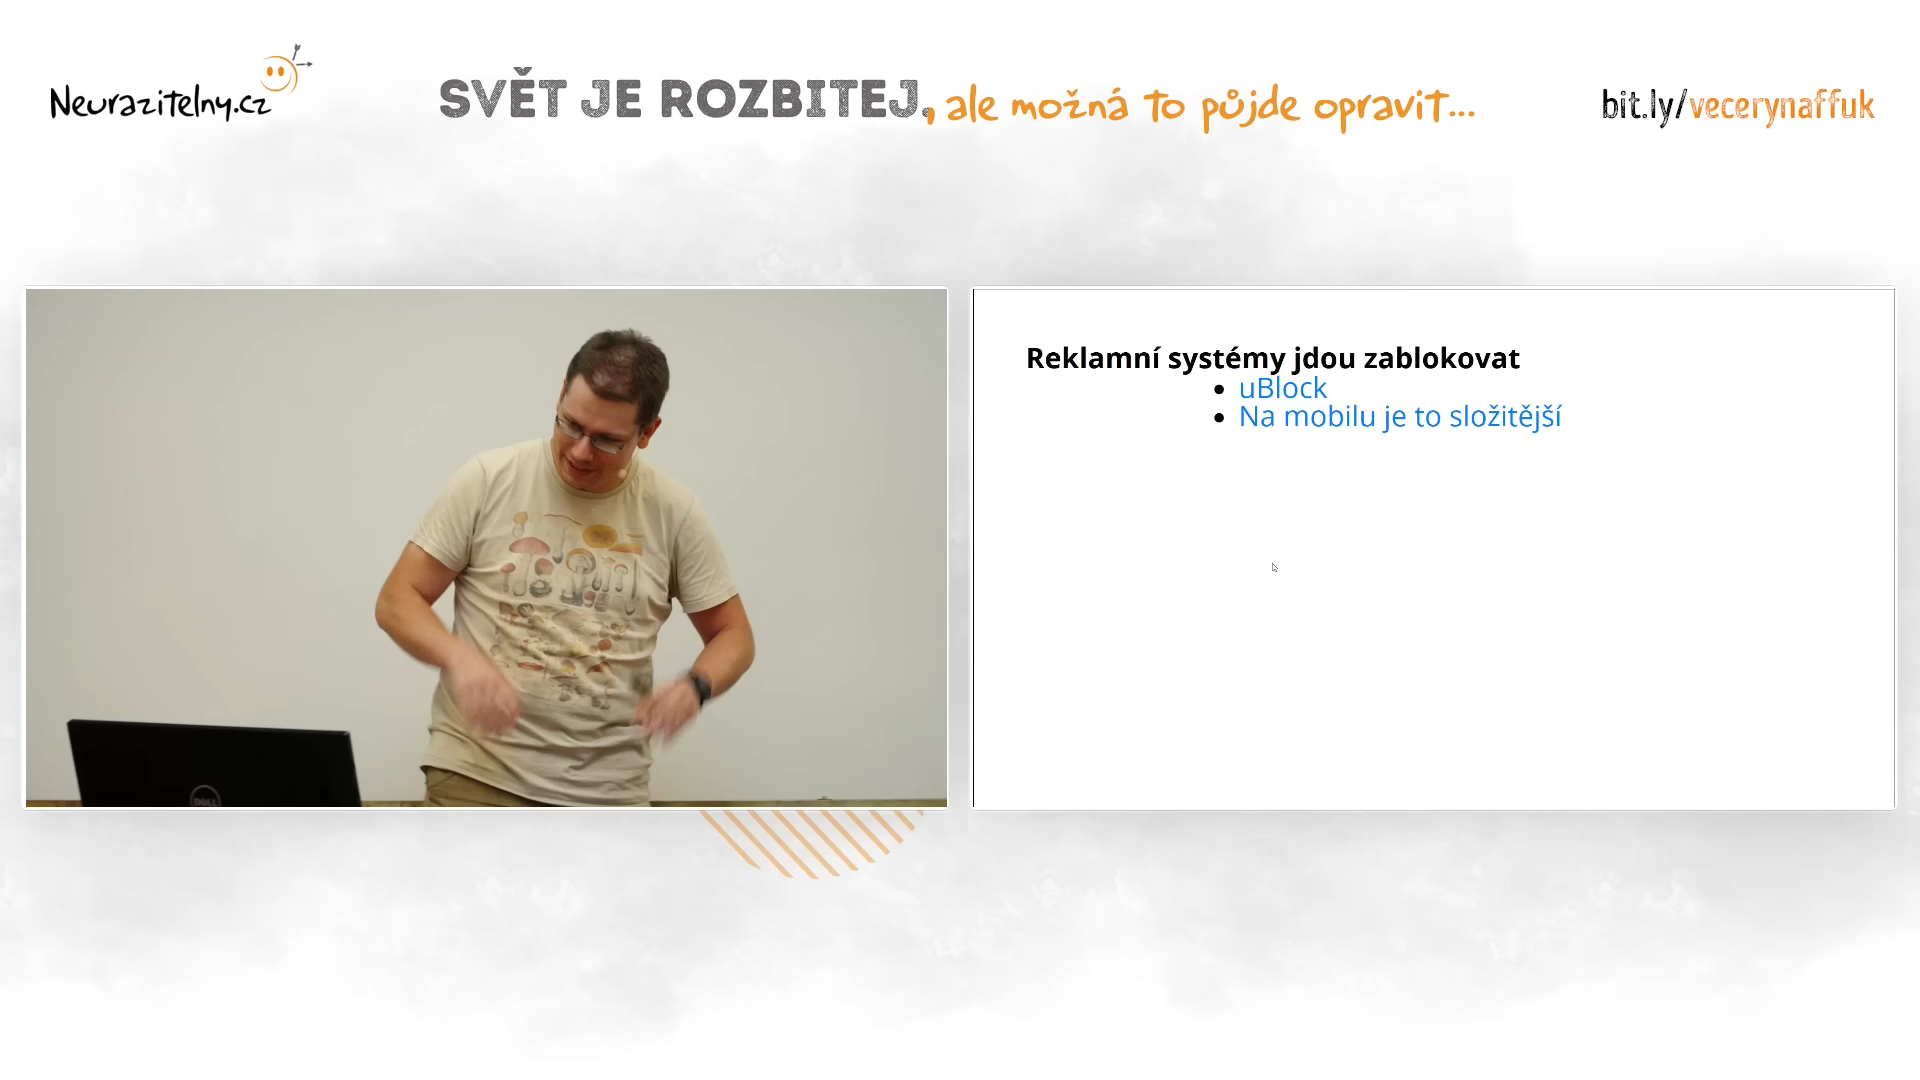 Neurazitelny.cz
SVĚT JE ROZBITEJ, ale možná to půjde opravit...
bit.ly/vecerynaffuk
Reklamní systémy jdou zablokovat
• uBlock
• Na mobilu je to složitější
DELL